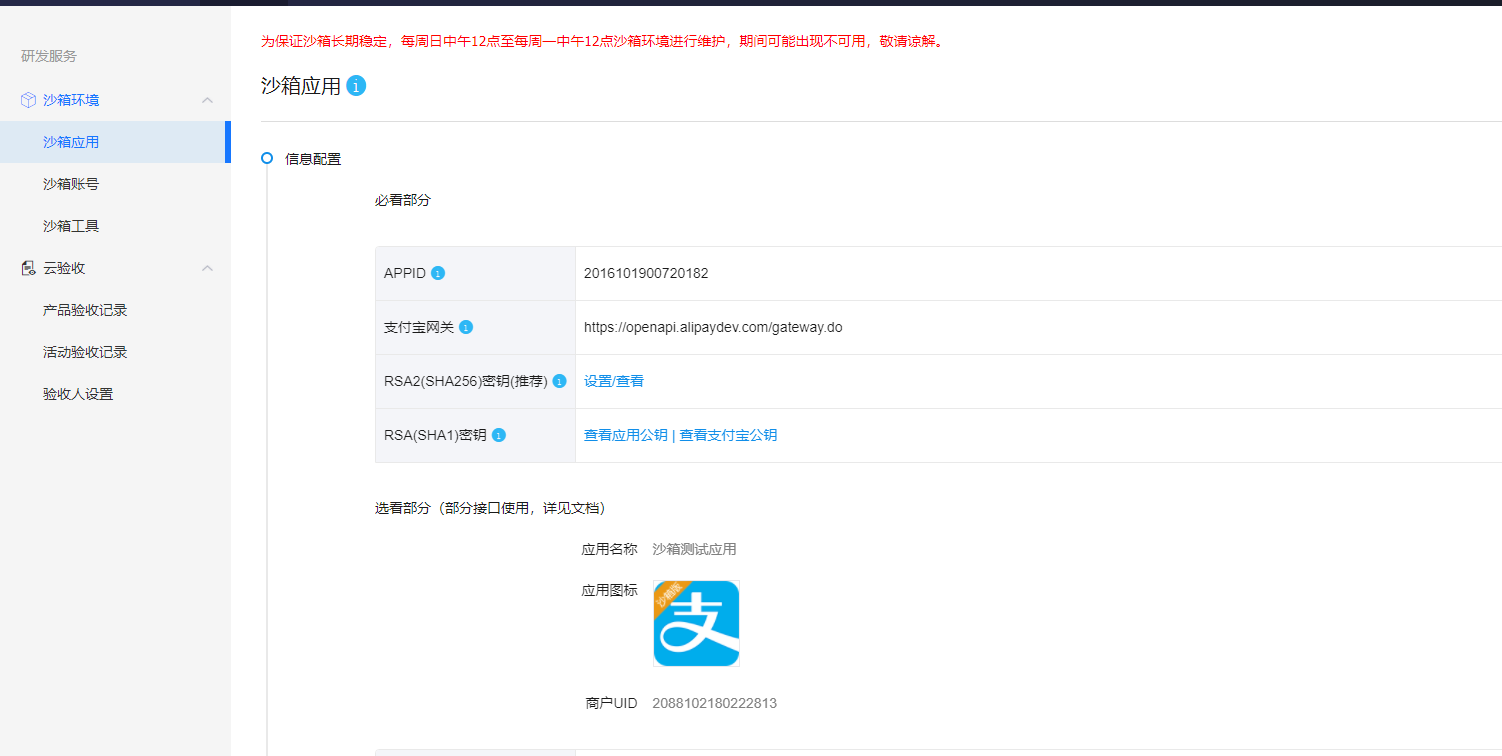 为保证沙箱长期稳定，每周日中午12点至每周一中午12点沙箱环境进行维护，期间可能出现不可用，敬请谅解。
研发服务
沙箱环境
沙箱应用
沙箱账号
沙箱工具
云验收
产品验收记录
活动验收记录
验收人设置
沙箱应用
信息配置
必看部分
APPID 2016101900720182
支付宝网关 https://openapi.alipaydev.com/gateway.do
RSA2(SHA256)密钥(推荐) 设置/查看
RSA(SHA1)密钥 查看应用公钥 | 查看支付宝公钥
选看部分（部分接口使用，详见文档）
应用名称 沙箱测试应用
应用图标
沙箱版
支
商户UID 2088102180222813